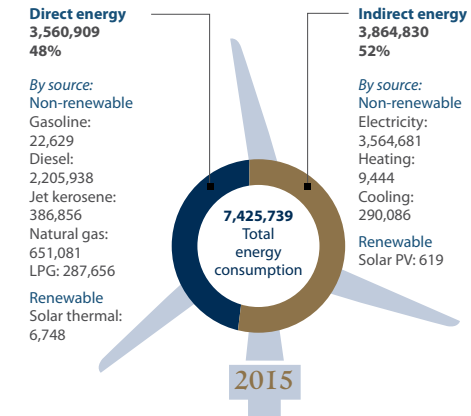 Direct energy
3,560,909
48%
By source:
Non-renewable
Gasoline:
22,629
Diesel:
2,205,938
Jet kerosene:
386,856
Natural gas:
651,081
LPG: 287,656
Renewable
Solar thermal:
6,748
7,425,739
Total
energy
consumption
2015
Indirect energy
3,864,830
52%
By source:
Non-renewable
Electricity:
3,564,681
Heating:
9,444
Cooling:
290,086
Renewable
Solar PV: 619